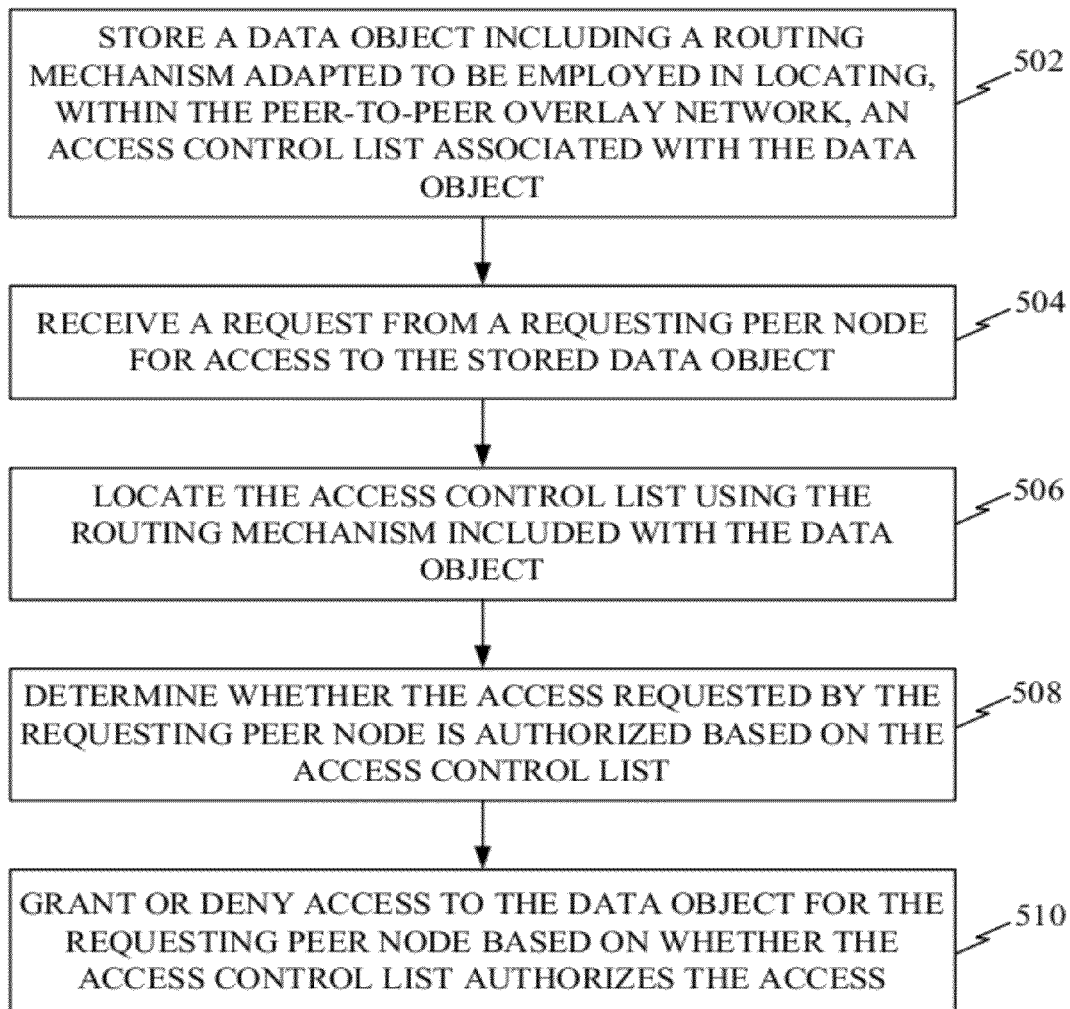 STORE A DATA OBJECT INCLUDING A ROUTING
MECHANISM ADAPTED TO BE EMPLOYED IN LOCATING,
WITHIN THE PEER-TO-PEER OVERLAY NETWORK, AN
ACCESS CONTROL LIST ASSOCIATED WITH THE DATA
OBJECT
502
RECEIVE A REQUEST FROM A REQUESTING PEER NODE
FOR ACCESS TO THE STORED DATA OBJECT
504
LOCATE THE ACCESS CONTROL LIST USING THE
ROUTING MECHANISM INCLUDED WITH THE DATA
OBJECT
506
DETERMINE WHETHER THE ACCESS REQUESTED BY THE
REQUESTING PEER NODE IS AUTHORIZED BASED ON THE
ACCESS CONTROL LIST
508
GRANT OR DENY ACCESS TO THE DATA OBJECT FOR THE
REQUESTING PEER NODE BASED ON WHETHER THE
ACCESS CONTROL LIST AUTHORIZES THE ACCESS
510